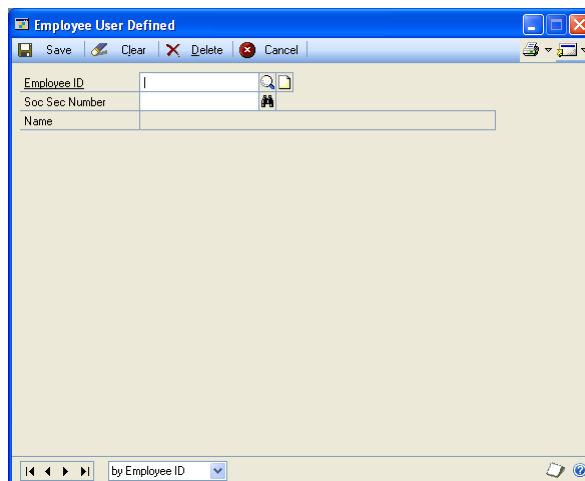 Employee User Defined
Save Clear Delete Cancel
Employee ID
Soc Sec Number
Name
by Employee ID